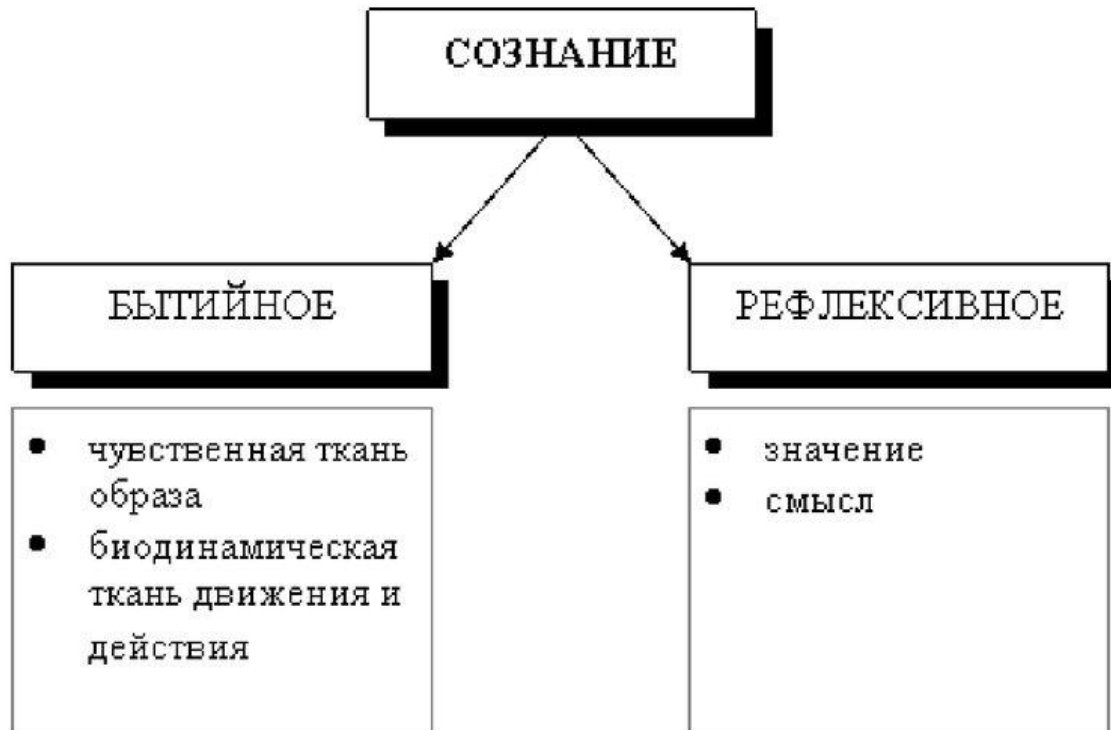 СОЗНАНИЕ
БЫТИЙНОЕ
РЕФЛЕКСИВНОЕ
• чувственная ткань
образа
• биодинамическая
ткань движения и
действия
• значение
• смысл